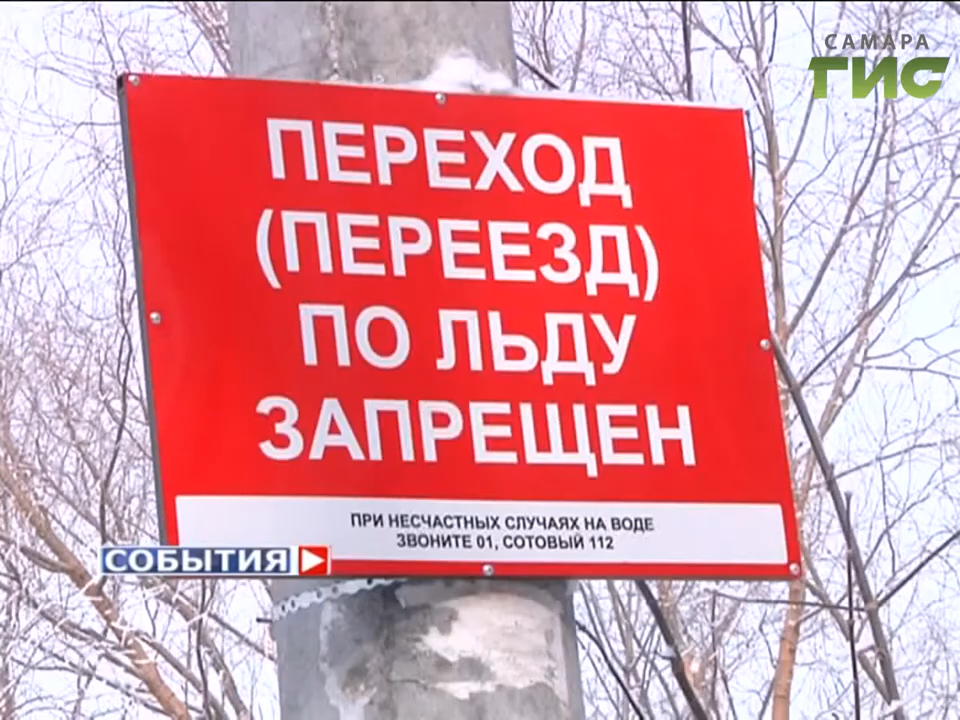 САМАРА
ГИС
ПЕРЕХОД
(ПЕРЕЕЗД)
ПО ЛЬДУ
ЗАПРЕЩЕН
ПРИ НЕСЧАСТНЫХ СЛУЧАЯХ НА ВОДЕ
ЗВОНИТЕ 01, СОТОВЫЙ 112
СОБЫТИЯ